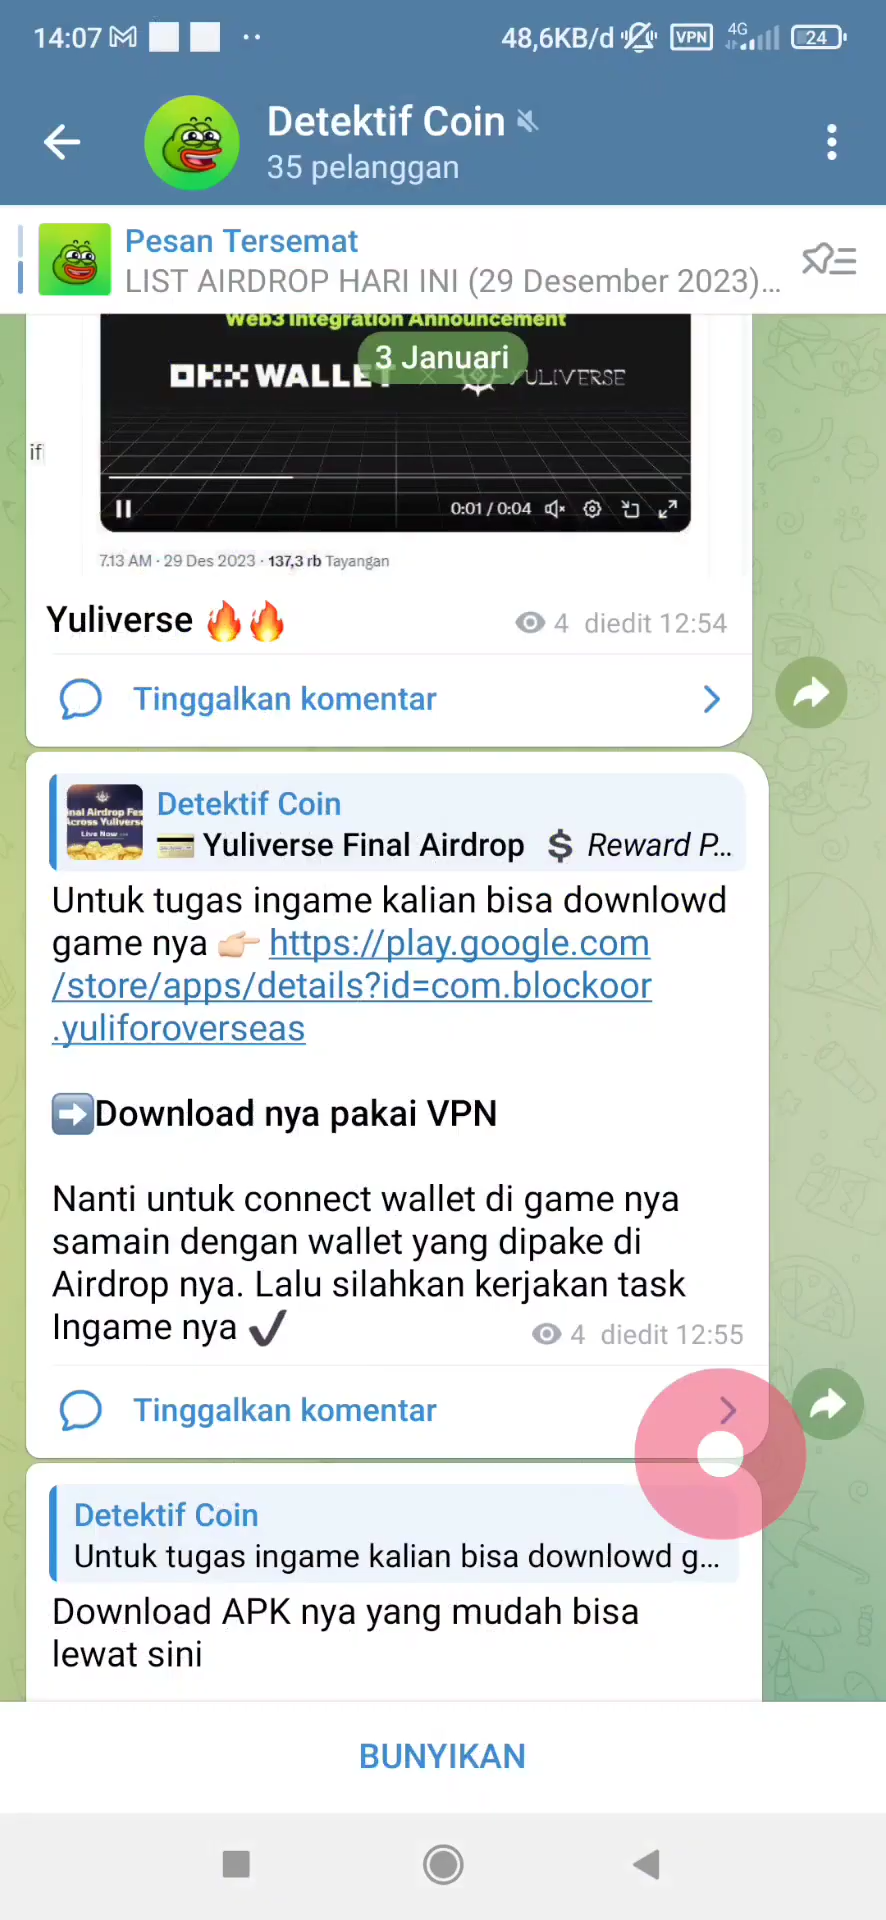 14:07
48,6KB/d
VPN
4G
24
Detektif Coin
35 pelanggan
Pesan Tersemat
LIST AIRDROP HARI INI (29 Desember 2023)...
Web3 Integration Announcement
3 Januari
OKX WALLET
YULIVERSE
if
0:01 / 0:04
7.13 AM · 29 Des 2023 · 137,3 rb Tayangan
Yuliverse 🔥🔥
4 diedit 12:54
Tinggalkan komentar
Detektif Coin
💳 Yuliverse Final Airdrop 💲 Reward P...
Untuk tugas ingame kalian bisa downlowd
game nya 👉🏻 https://play.google.com
/store/apps/details?id=com.blockoor
.yuliforoverseas
➡️Download nya pakai VPN
Nanti untuk connect wallet di game nya
samain dengan wallet yang dipake di
Airdrop nya. Lalu silahkan kerjakan task
Ingame nya ✔️
4 diedit 12:55
Tinggalkan komentar
Detektif Coin
Untuk tugas ingame kalian bisa downlowd g...
Download APK nya yang mudah bisa
lewat sini
BUNYIKAN